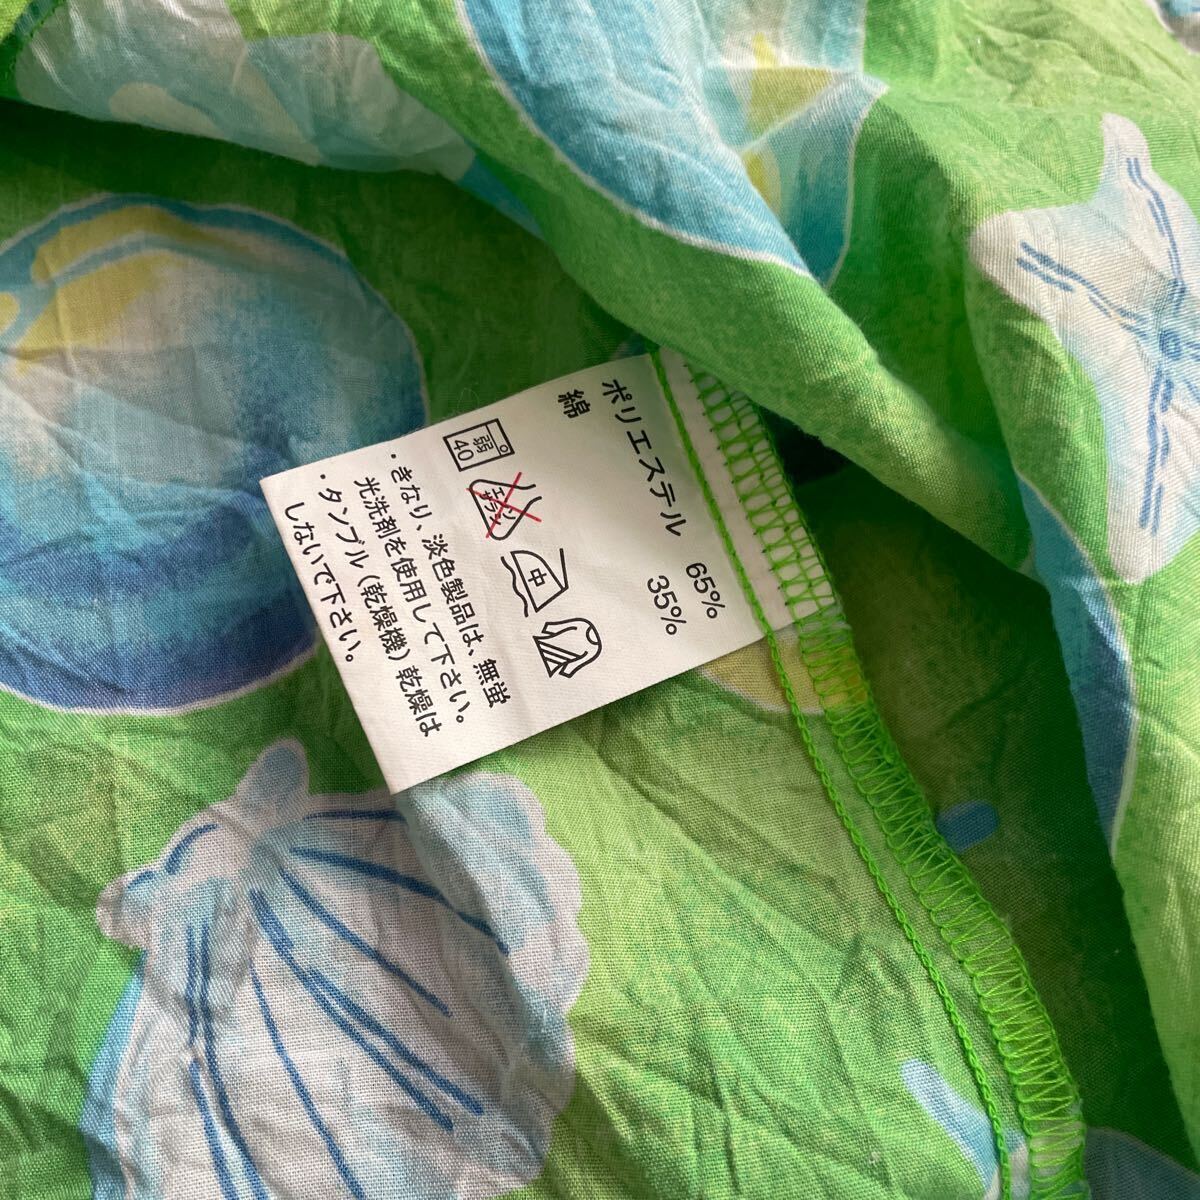 ポリエステル 65%
綿 35%
弱
40
エンソ
サラシ
中
・きなり、淡色製品は、無蛍
光洗剤を使用して下さい。
・タンブル（乾燥機）乾燥は
しないで下さい。